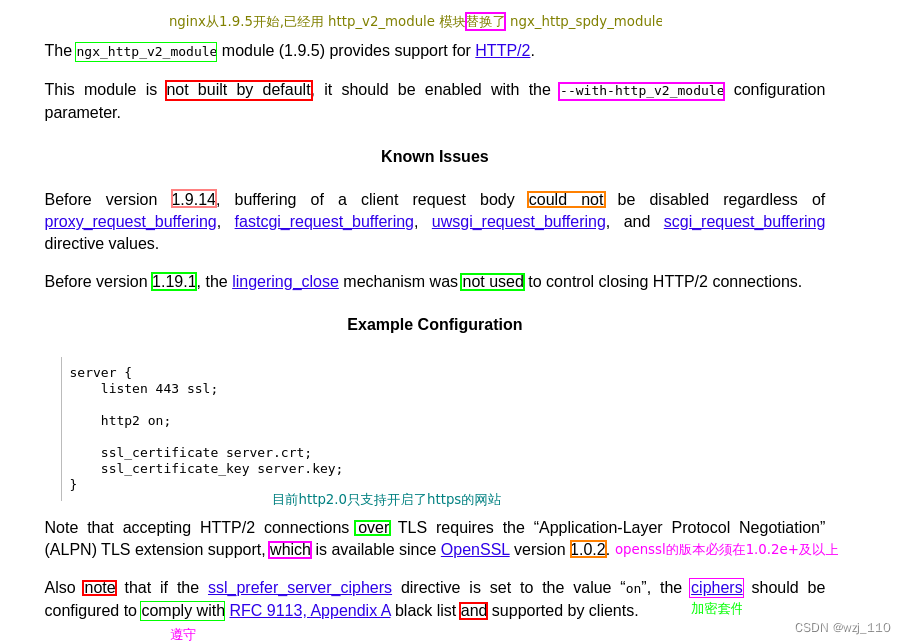 nginx从1.9.5开始,已经用 http_v2_module 模块替换了 ngx_http_spdy_module
The ngx_http_v2_module module (1.9.5) provides support for HTTP/2.
This module is not built by default, it should be enabled with the --with-http_v2_module configuration
parameter.
Known Issues
Before version 1.9.14, buffering of a client request body could not be disabled regardless of
proxy_request_buffering, fastcgi_request_buffering, uwsgi_request_buffering, and scgi_request_buffering
directive values.
Before version 1.19.1, the lingering_close mechanism was not used to control closing HTTP/2 connections.
Example Configuration
server {
    listen 443 ssl;
    http2 on;
    ssl_certificate server.crt;
    ssl_certificate_key server.key;
}
目前http2.0只支持开启了https的网站
Note that accepting HTTP/2 connections over TLS requires the “Application-Layer Protocol Negotiation”
(ALPN) TLS extension support, which is available since OpenSSL version 1.0.2. openssl的版本必须在1.0.2e+及以上
Also note that if the ssl_prefer_server_ciphers directive is set to the value “on”, the ciphers should be
configured to comply with RFC 9113, Appendix A black list and supported by clients.
加密套件
遵守
CSDN @wzj_110